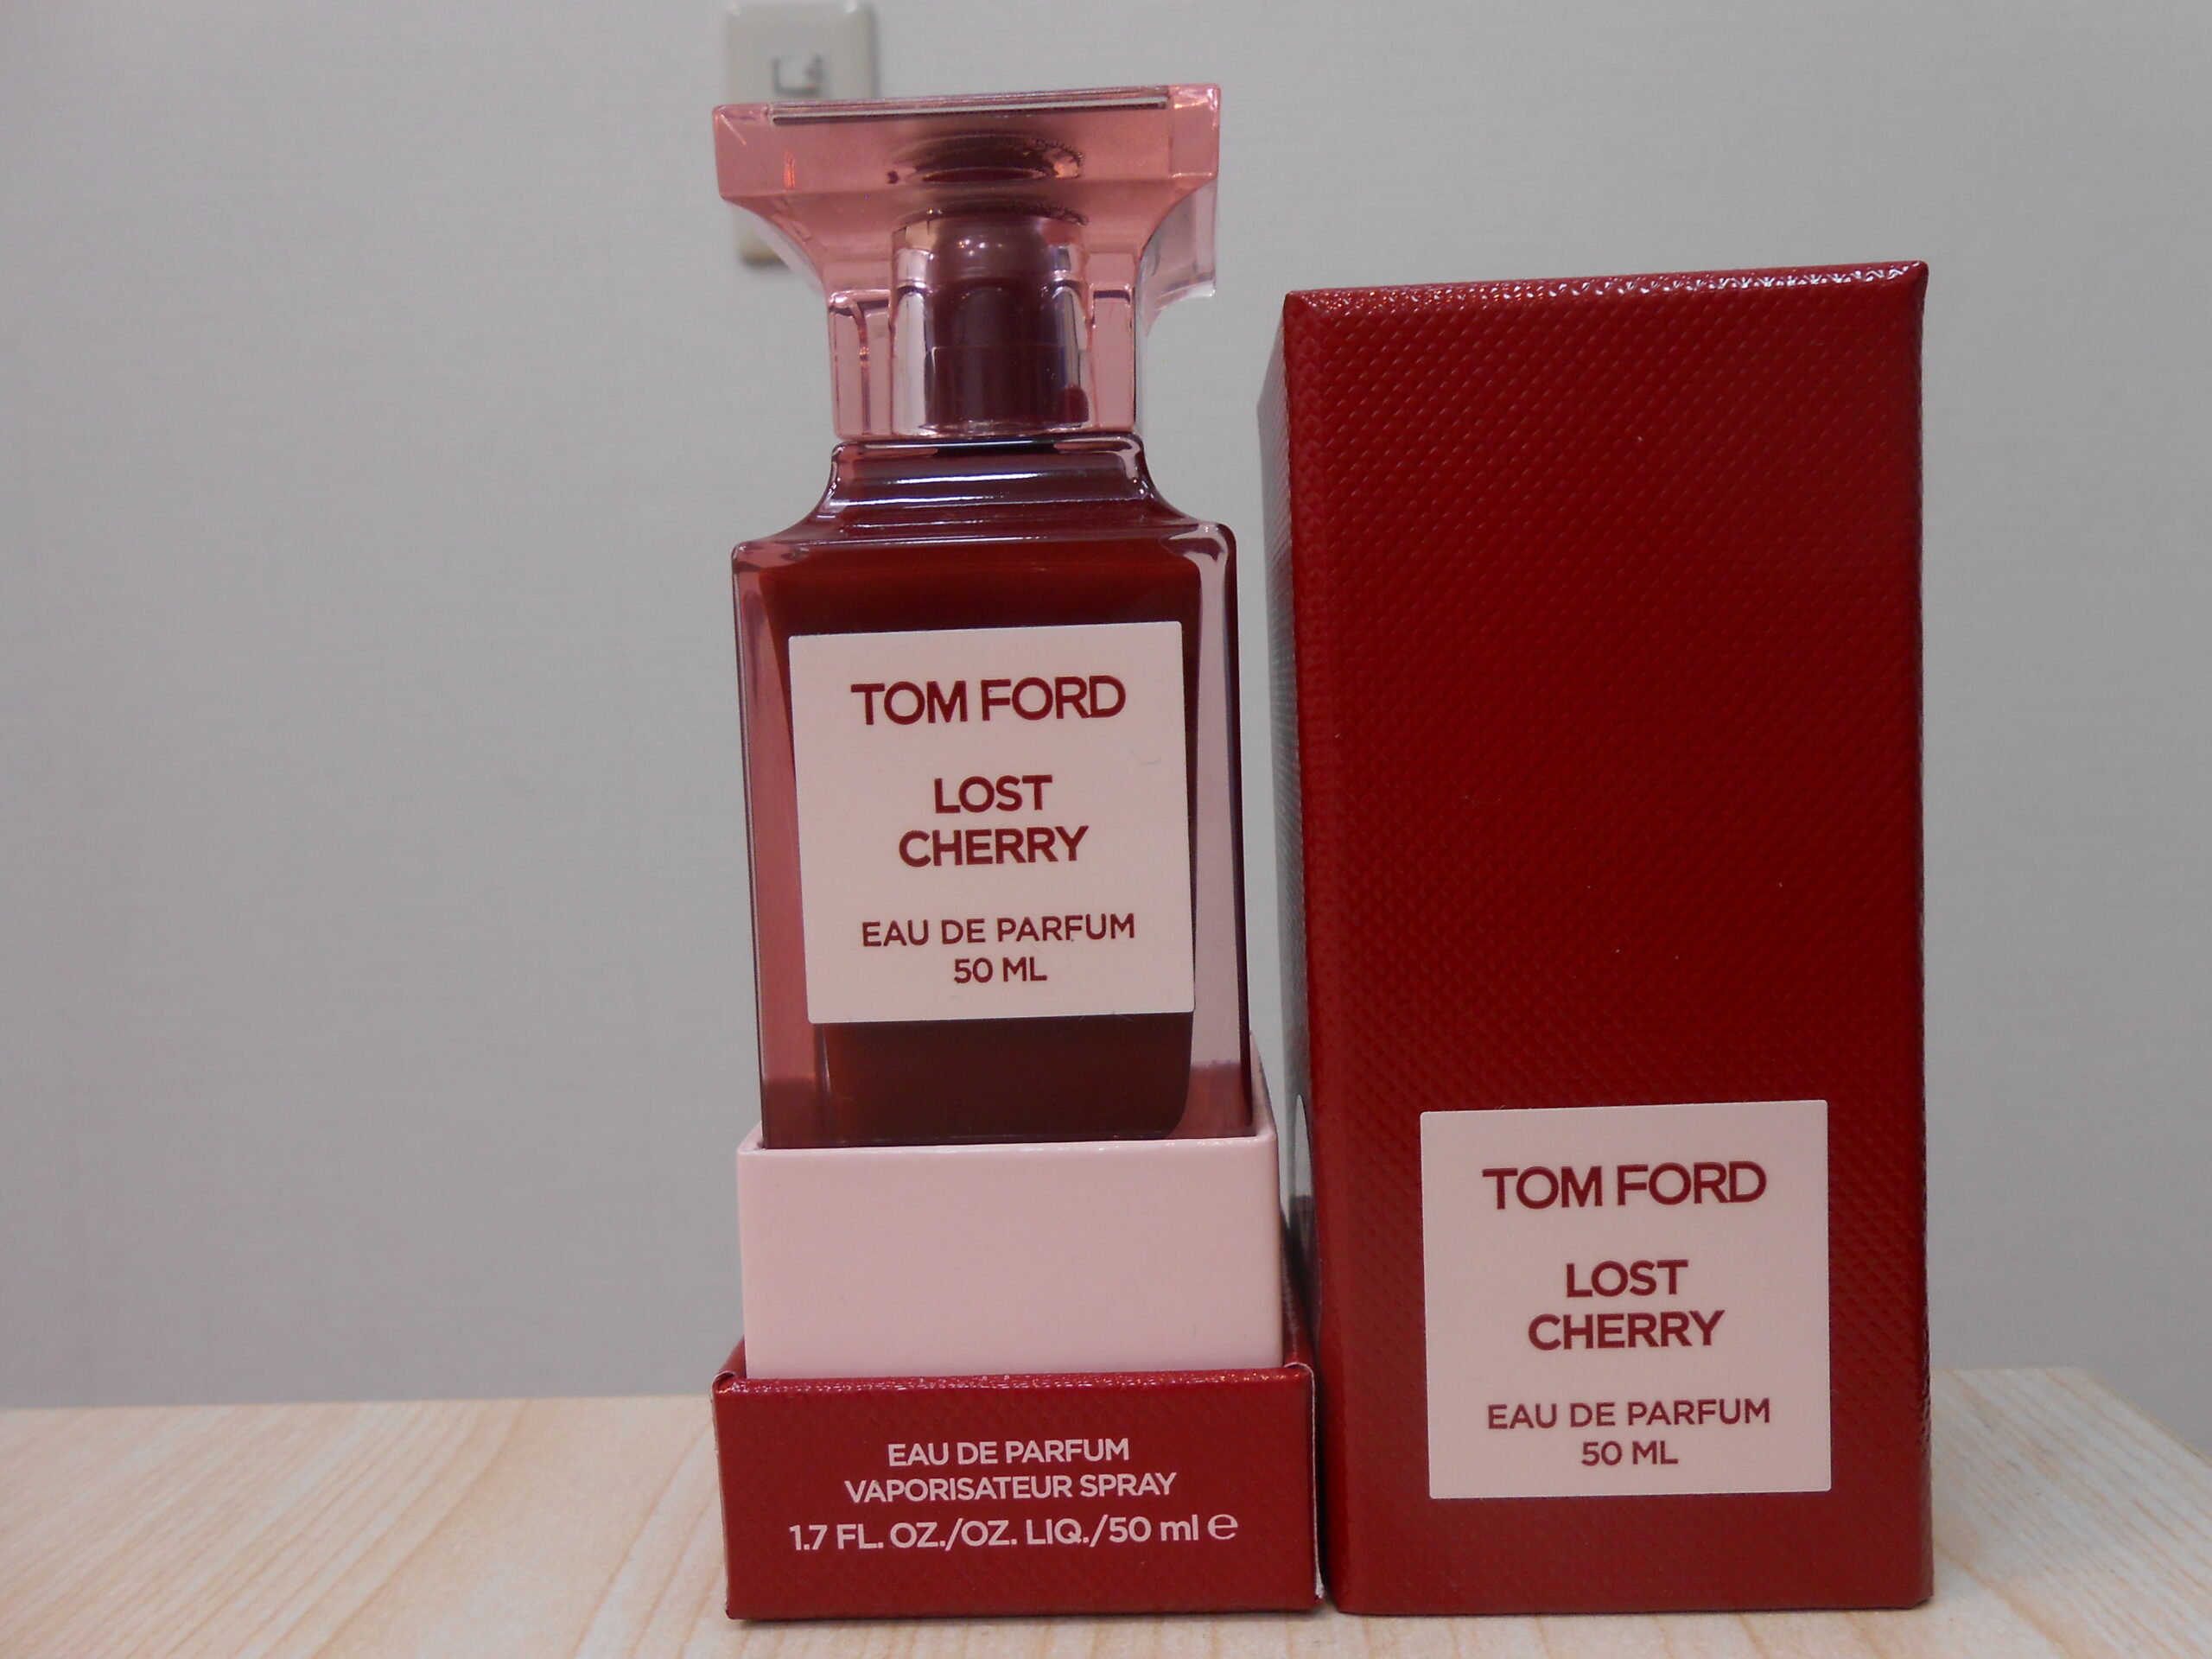 TOM FORD
LOST
CHERRY
EAU DE PARFUM
50 ML
EAU DE PARFUM
VAPORISATEUR SPRAY
1.7 FL. OZ./OZ. LIQ./50 ml ℮
TOM FORD
LOST
CHERRY
EAU DE PARFUM
50 ML